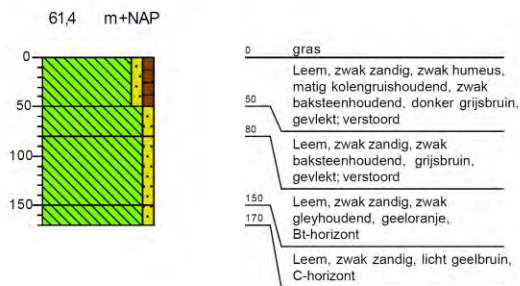 61,4 m+NAP
0
50
100
150
0 gras
Leem, zwak zandig, zwak humeus,
matig kolengruishoudend, zwak
50 baksteenhoudend, donker grijsbruin,
gevlekt; verstoord
80
Leem, zwak zandig, zwak
baksteenhoudend, grijsbruin,
gevlekt; verstoord
150 Leem, zwak zandig, zwak
170 gleyhoudend, geeloranje,
Bt-horizont
Leem, zwak zandig, licht geelbruin,
C-horizont